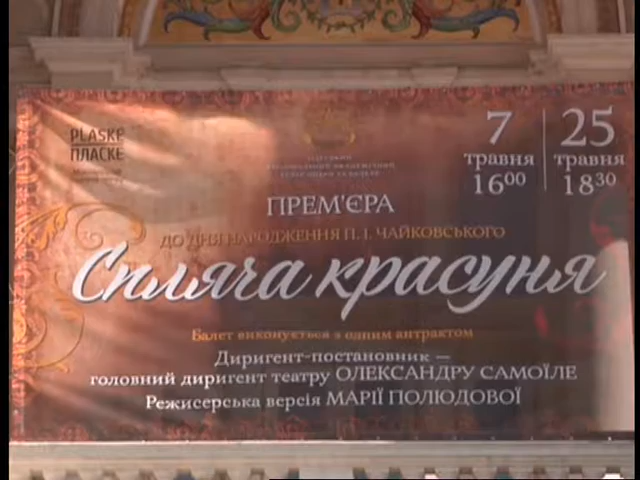 PLASKE
ПЛАСКЕ
7
травня
16⁰⁰
25
травня
18³⁰
ПРЕМ'ЄРА
ДО ДНЯ НАРОДЖЕННЯ П. І. ЧАЙКОВСЬКОГО
Спляча красуня
Балет виконується з одним антрактом
Диригент-постановник —
головний диригент театру ОЛЕКСАНДРУ САМОЇЛЕ
Режисерська версія МАРІЇ ПОЛЮДОВОЇ